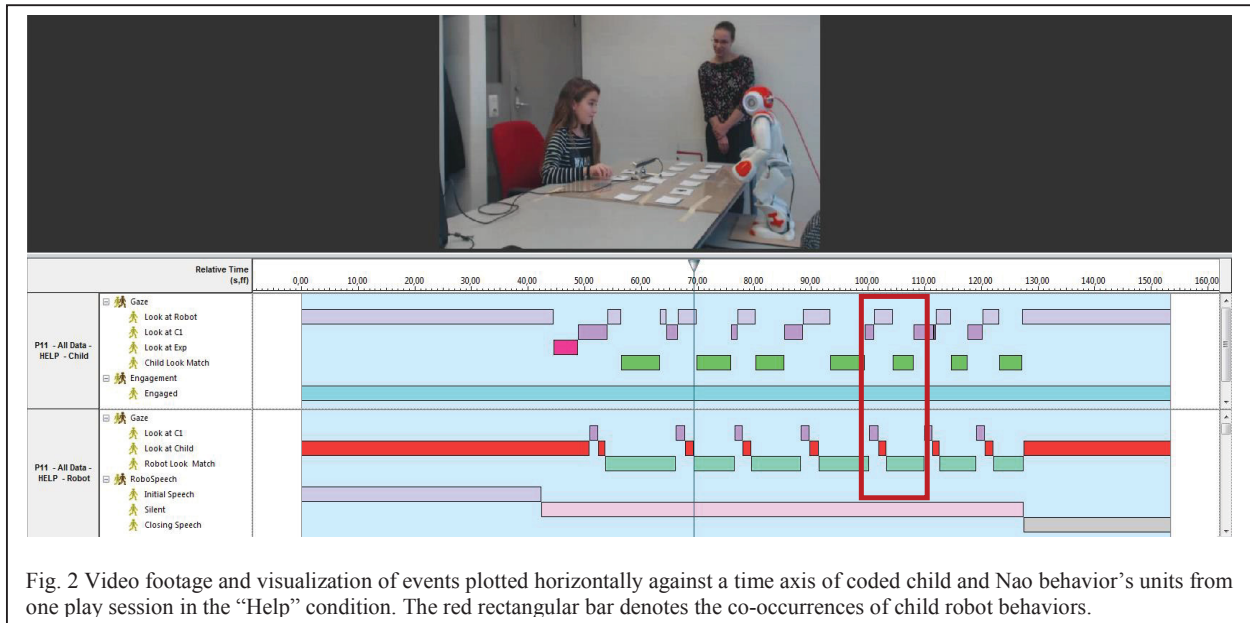 Relative Time
(s,ff)
0,00 10,00 20,00 30,00 40,00 50,00 60,00 70,00 80,00 90,00 100,00 110,00 120,00 130,00 140,00 150,00 160,00
P11 - All Data -
HELP - Child
Gaze
Look at Robot
Look at C1
Look at Exp
Child Look Match
Engagement
Engaged
P11 - All Data -
HELP - Robot
Gaze
Look at C1
Look at Child
Robot Look Match
RoboSpeech
Initial Speech
Silent
Closing Speech
Fig. 2 Video footage and visualization of events plotted horizontally against a time axis of coded child and Nao behavior’s units from
one play session in the “Help” condition. The red rectangular bar denotes the co-occurrences of child robot behaviors.